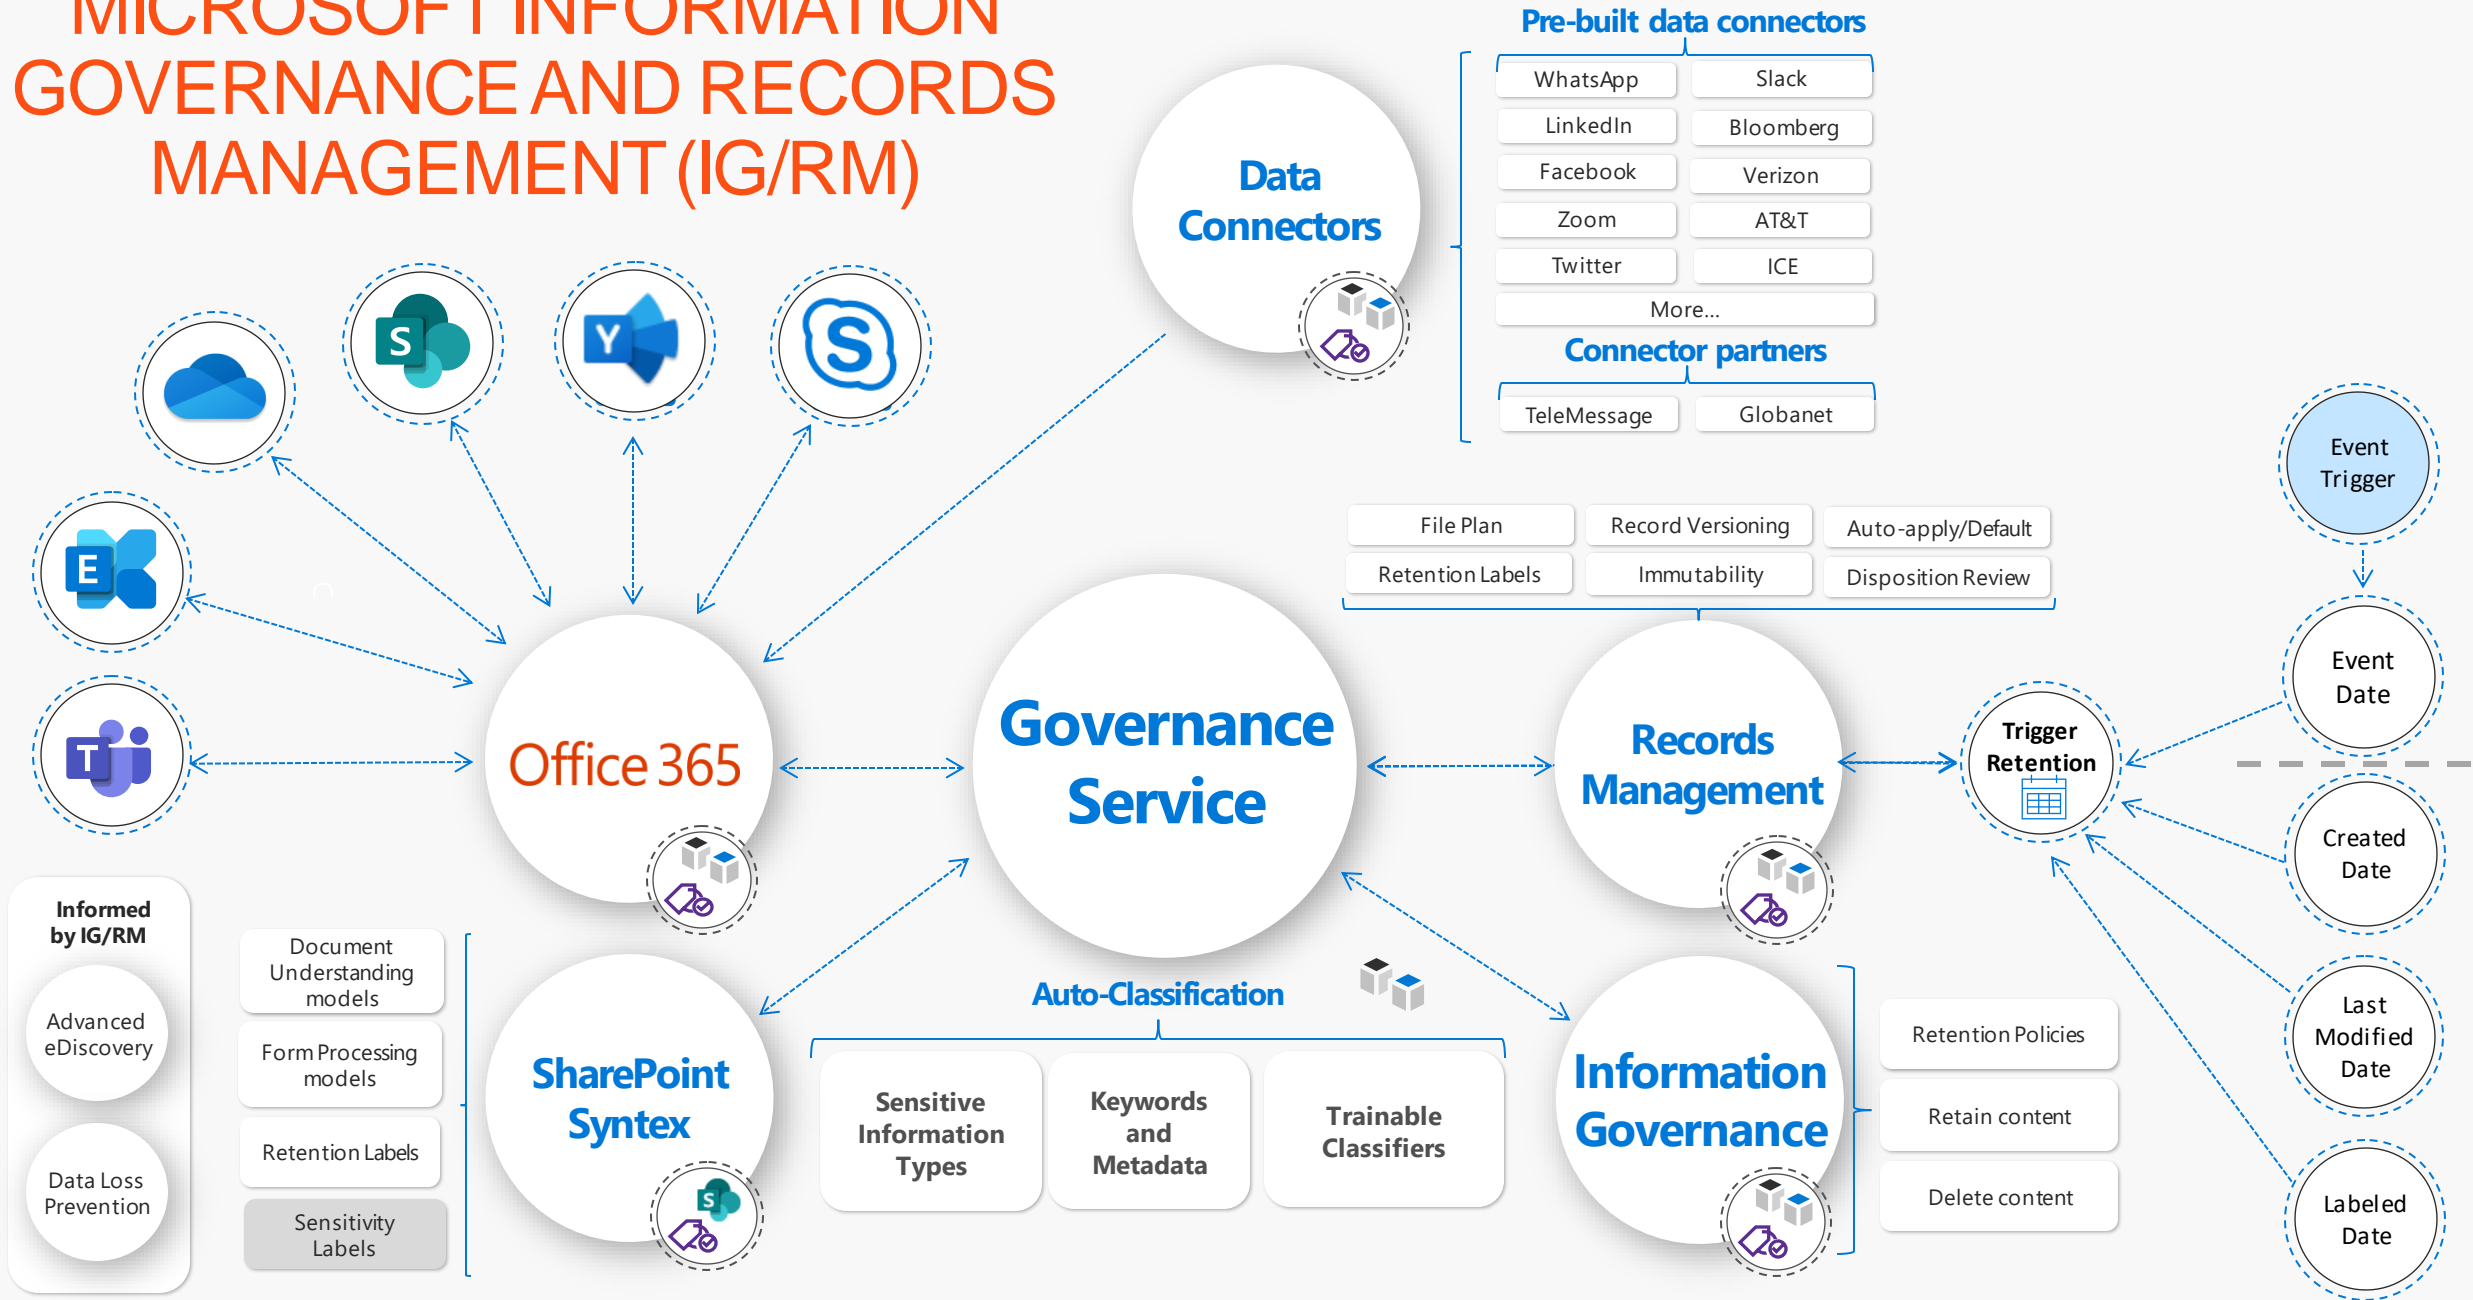 MICROSOFT INFORMATION
GOVERNANCE AND RECORDS
MANAGEMENT (IG/RM)
Pre-built data connectors
WhatsApp
Slack
LinkedIn
Bloomberg
Facebook
Verizon
Zoom
AT&T
Twitter
ICE
More...
Connector partners
TeleMessage
Globanet
Data
Connectors
S
Y
S
E
T
Office 365
Governance
Service
File Plan
Record Versioning
Auto-apply/Default
Retention Labels
Immutability
Disposition Review
Records
Management
Trigger
Retention
Event
Trigger
Event
Date
Created
Date
Last
Modified
Date
Labeled
Date
Informed
by IG/RM
Advanced
eDiscovery
Data Loss
Prevention
Document
Understanding
models
Form Processing
models
Retention Labels
Sensitivity
Labels
SharePoint
Syntex
S
Auto-Classification
Sensitive
Information
Types
Keywords
and
Metadata
Trainable
Classifiers
Information
Governance
Retention Policies
Retain content
Delete content